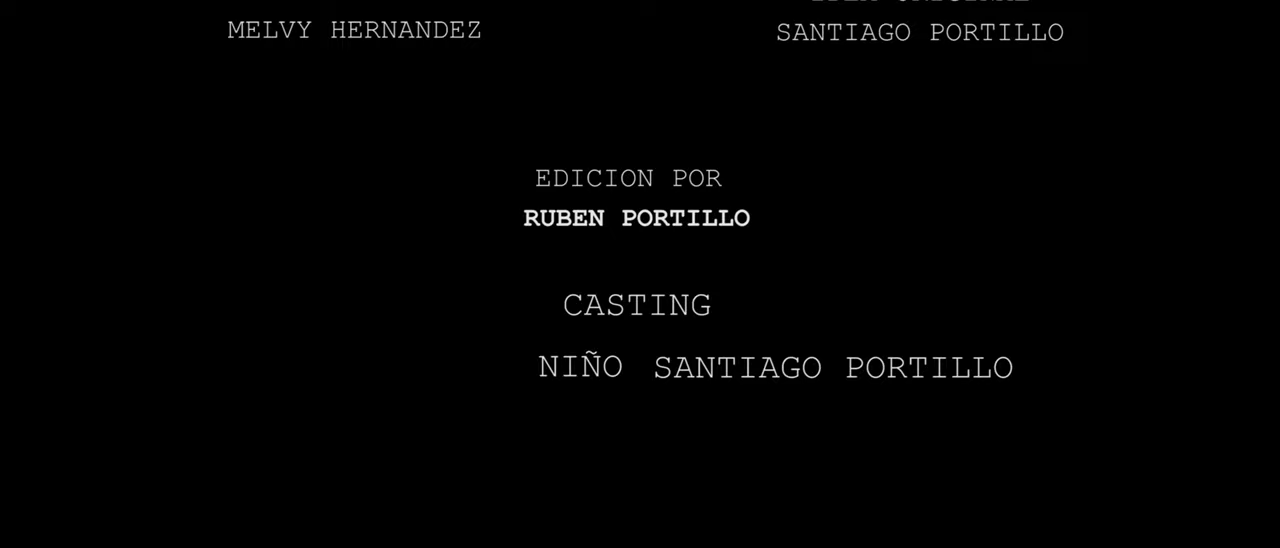 MELVY HERNANDEZ
SANTIAGO PORTILLO
EDICION POR
RUBEN PORTILLO
CASTING
NIÑO SANTIAGO PORTILLO